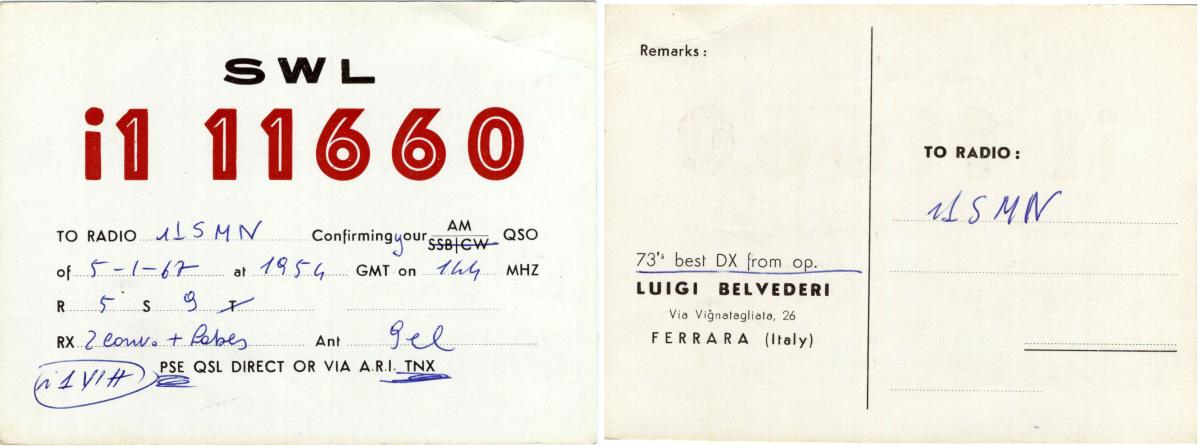 SWL
i1 11660
TO RADIO i1SMN Confirming your AM SSB|CW QSO
of 5-1-67 at 1954 GMT on 144 MHZ
R 5 S 9 T
RX 2 conv. + Ant 9 el
PSE QSL DIRECT OR VIA A.R.I. TNX
i1VIH
Remarks:
73's best DX from op.
LUIGI BELVEDERI
Via Vignatagliata, 26
FERRARA (Italy)
TO RADIO:
i1SMN